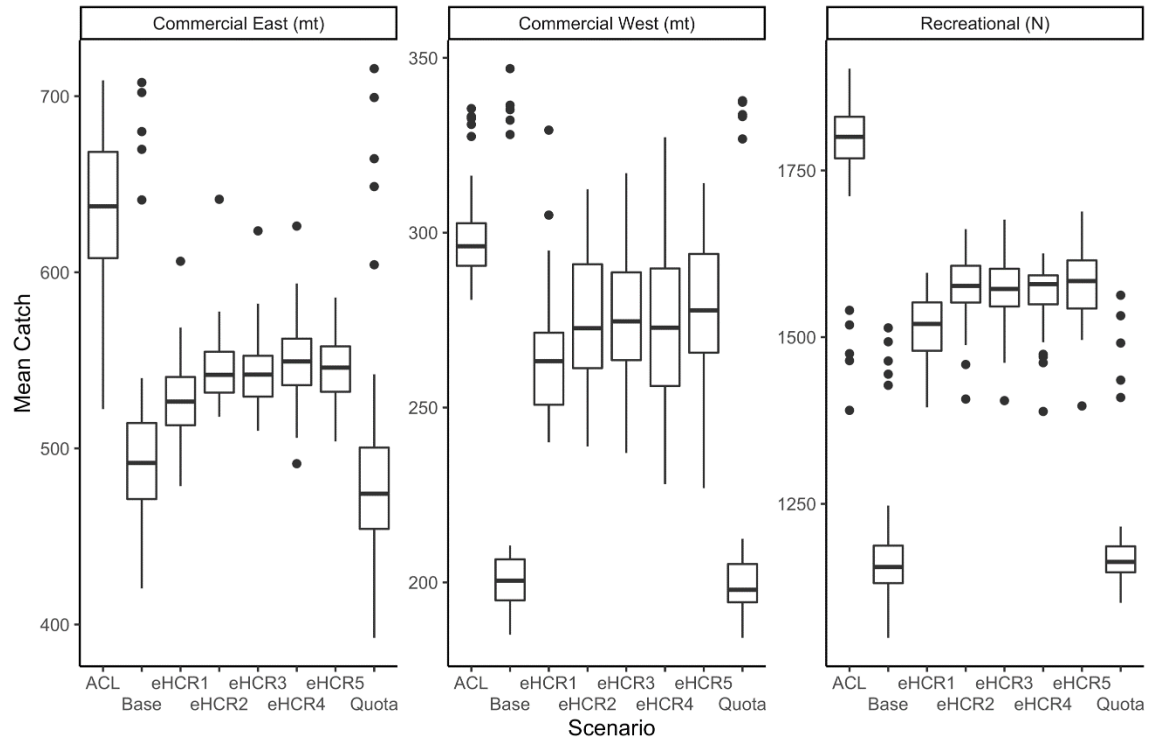 Commercial East (mt)
Commercial West (mt)
Recreational (N)
Mean Catch
700
600
500
400
350
300
250
200
1750
1500
1250
ACL eHCR1 eHCR3 eHCR5
Base eHCR2 eHCR4 Quota
ACL eHCR1 eHCR3 eHCR5
Base eHCR2 eHCR4 Quota
ACL eHCR1 eHCR3 eHCR5
Base eHCR2 eHCR4 Quota
Scenario